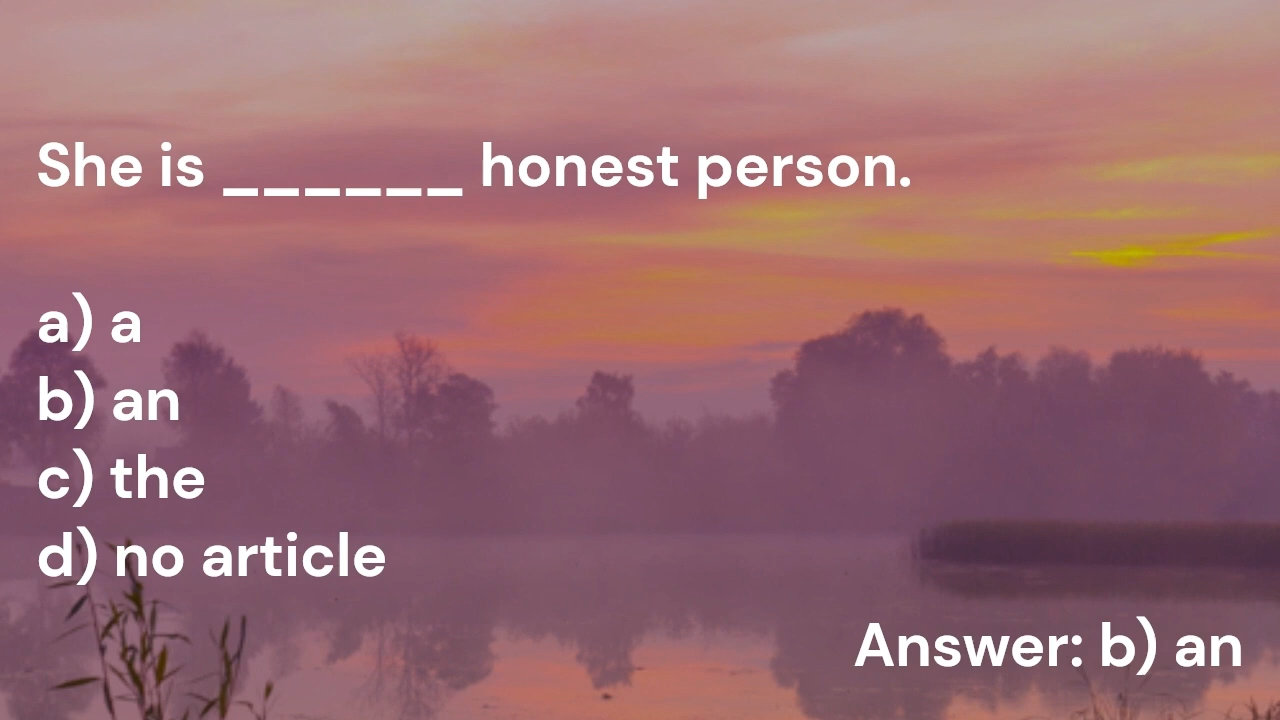 She is ______ honest person.
a) a
b) an
c) the
d) no article
Answer: b) an